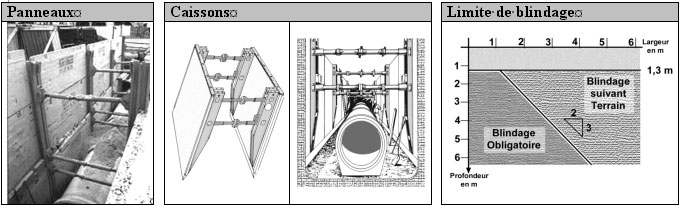 Panneaux¤
Caissons¤
Limite·de·blindage¤
1 2 3 4 5 6 Largeur
en m
1,3 m
1
2
3
4
5
6
Blindage
suivant
Terrain
2
3
Blindage
Obligatoire
Profondeur
en m